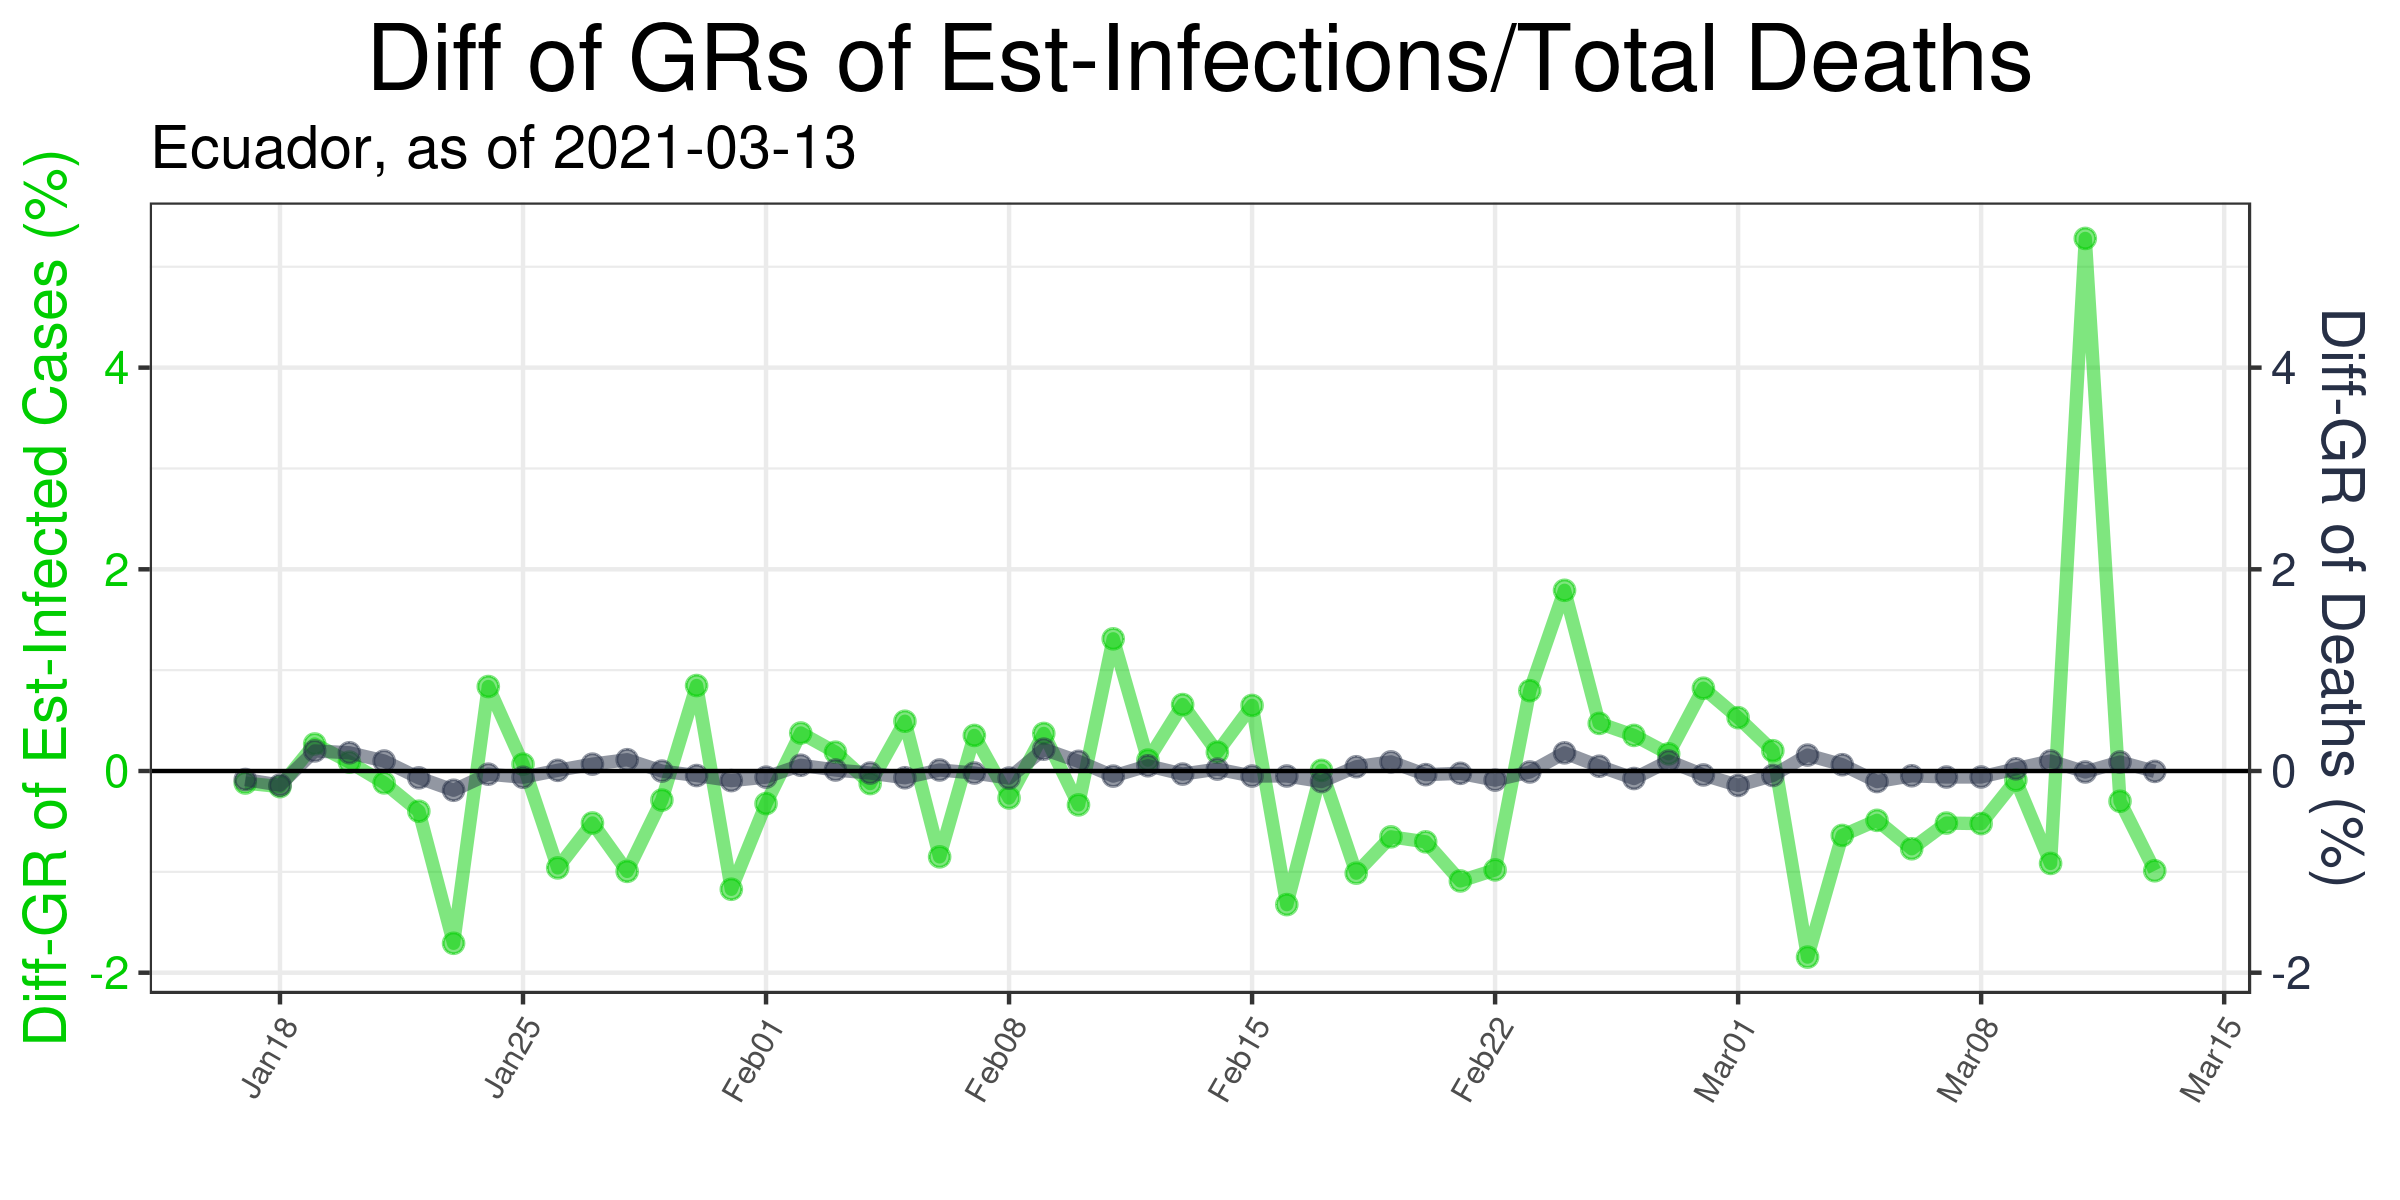 Diff of GRs of Est-Infections/Total Deaths
Ecuador, as of 2021-03-13
Diff-GR of Est-Infected Cases (%)
4
2
0
-2
4
2
0
-2
Diff-GR of Deaths (%)
Jan18
Jan25
Feb01
Feb08
Feb15
Feb22
Mar01
Mar08
Mar15